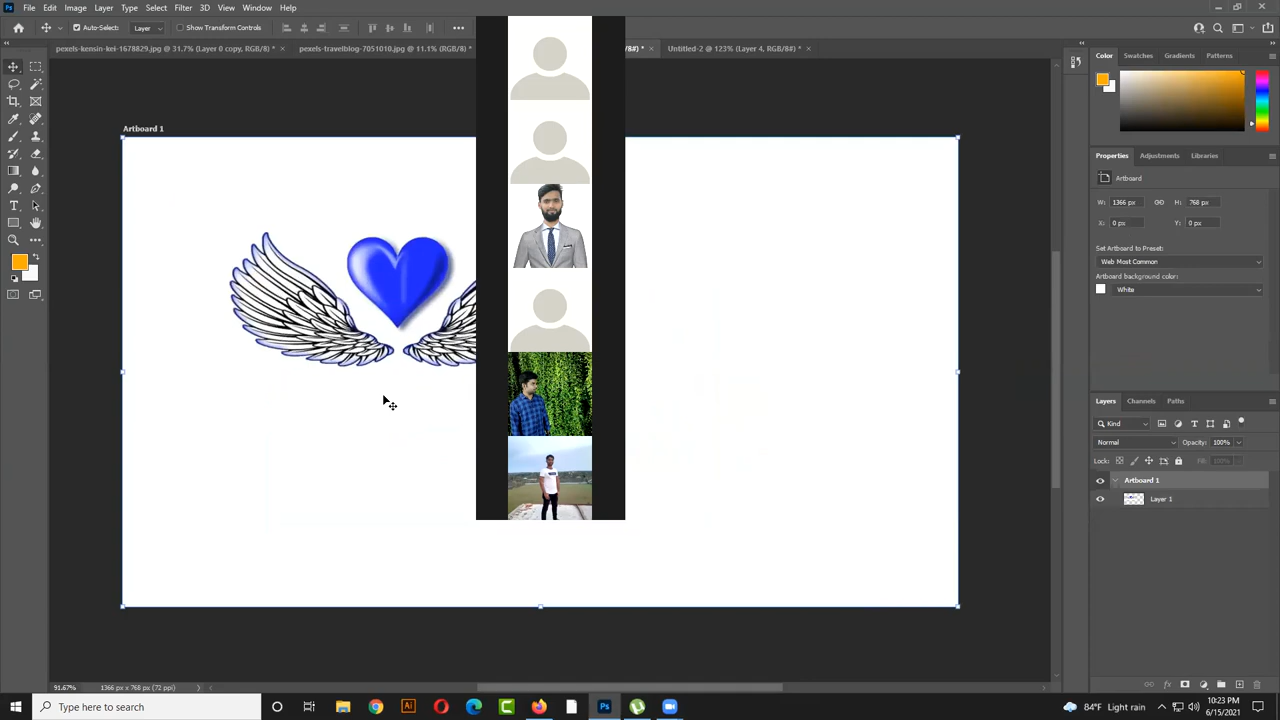 File Edit Image Layer Type Select Filter 3D View Window Help
Auto-Select: Layer Show Transform Controls
pexels-kensin-kei-1678829.jpg @ 31.7% (Layer 0 copy, RGB/8) * pexels-travelblog-7051010.jpg @ 11.1% (RGB/8) * /8#) * Untitled-2 @ 123% (Layer 4, RGB/8#) *
Color Swatches Gradients Patterns
Artboard 1
Properties Adjustments Libraries
Artboard
W: 1366 px H: 768 px
X: 0 px Y: 0 px
Set Artboard to Preset:
Web Most Common
Artboard background color:
White
Layers Channels Paths
Kind
Normal Opacity: 100%
Lock: Fill: 100%
Artboard 1
Layer 1
91.67% 1366 px x 768 px (72 ppi)
Type here to search
84°F Light rain
10:23 PM
6/15/2021